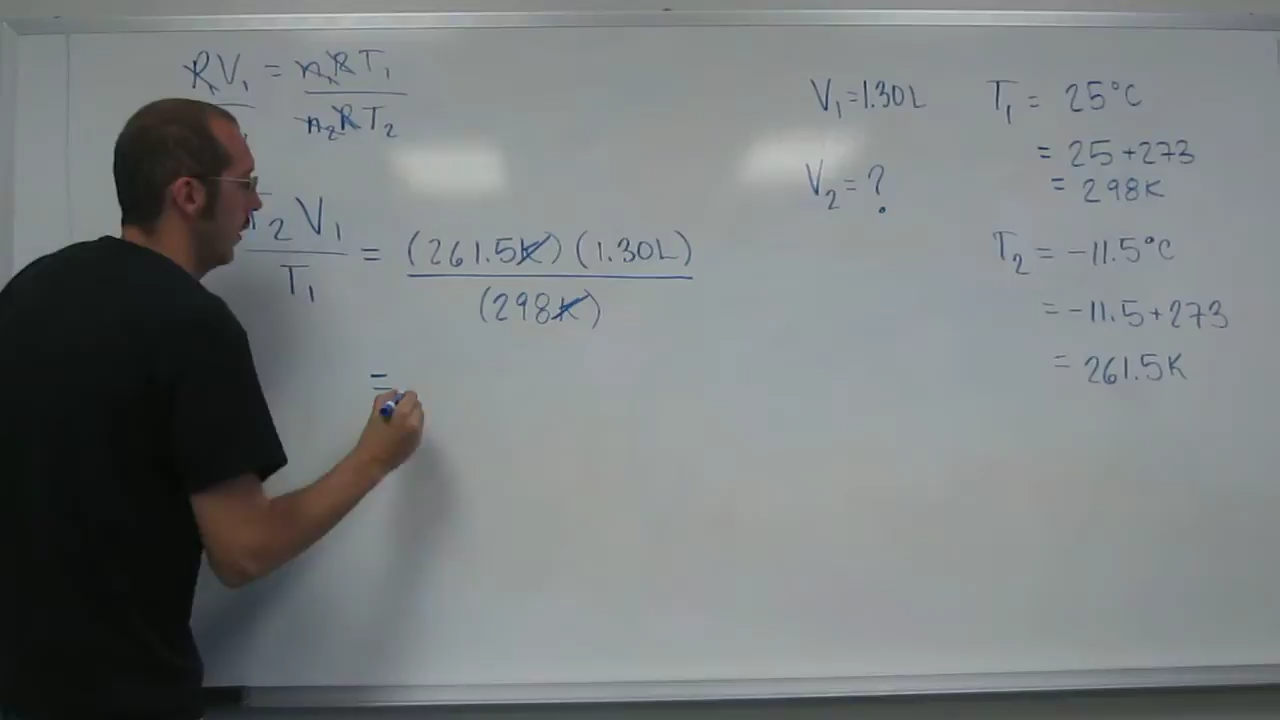 PV₁ = n₁RT₁
n₂RT₂
T₂V₁ = (261.5K)(1.30L)
T₁ (298K)
=
V₁ = 1.30L
V₂ = ?
T₁ = 25°C
= 25 + 273
= 298K
T₂ = -11.5°C
= -11.5 + 273
= 261.5K